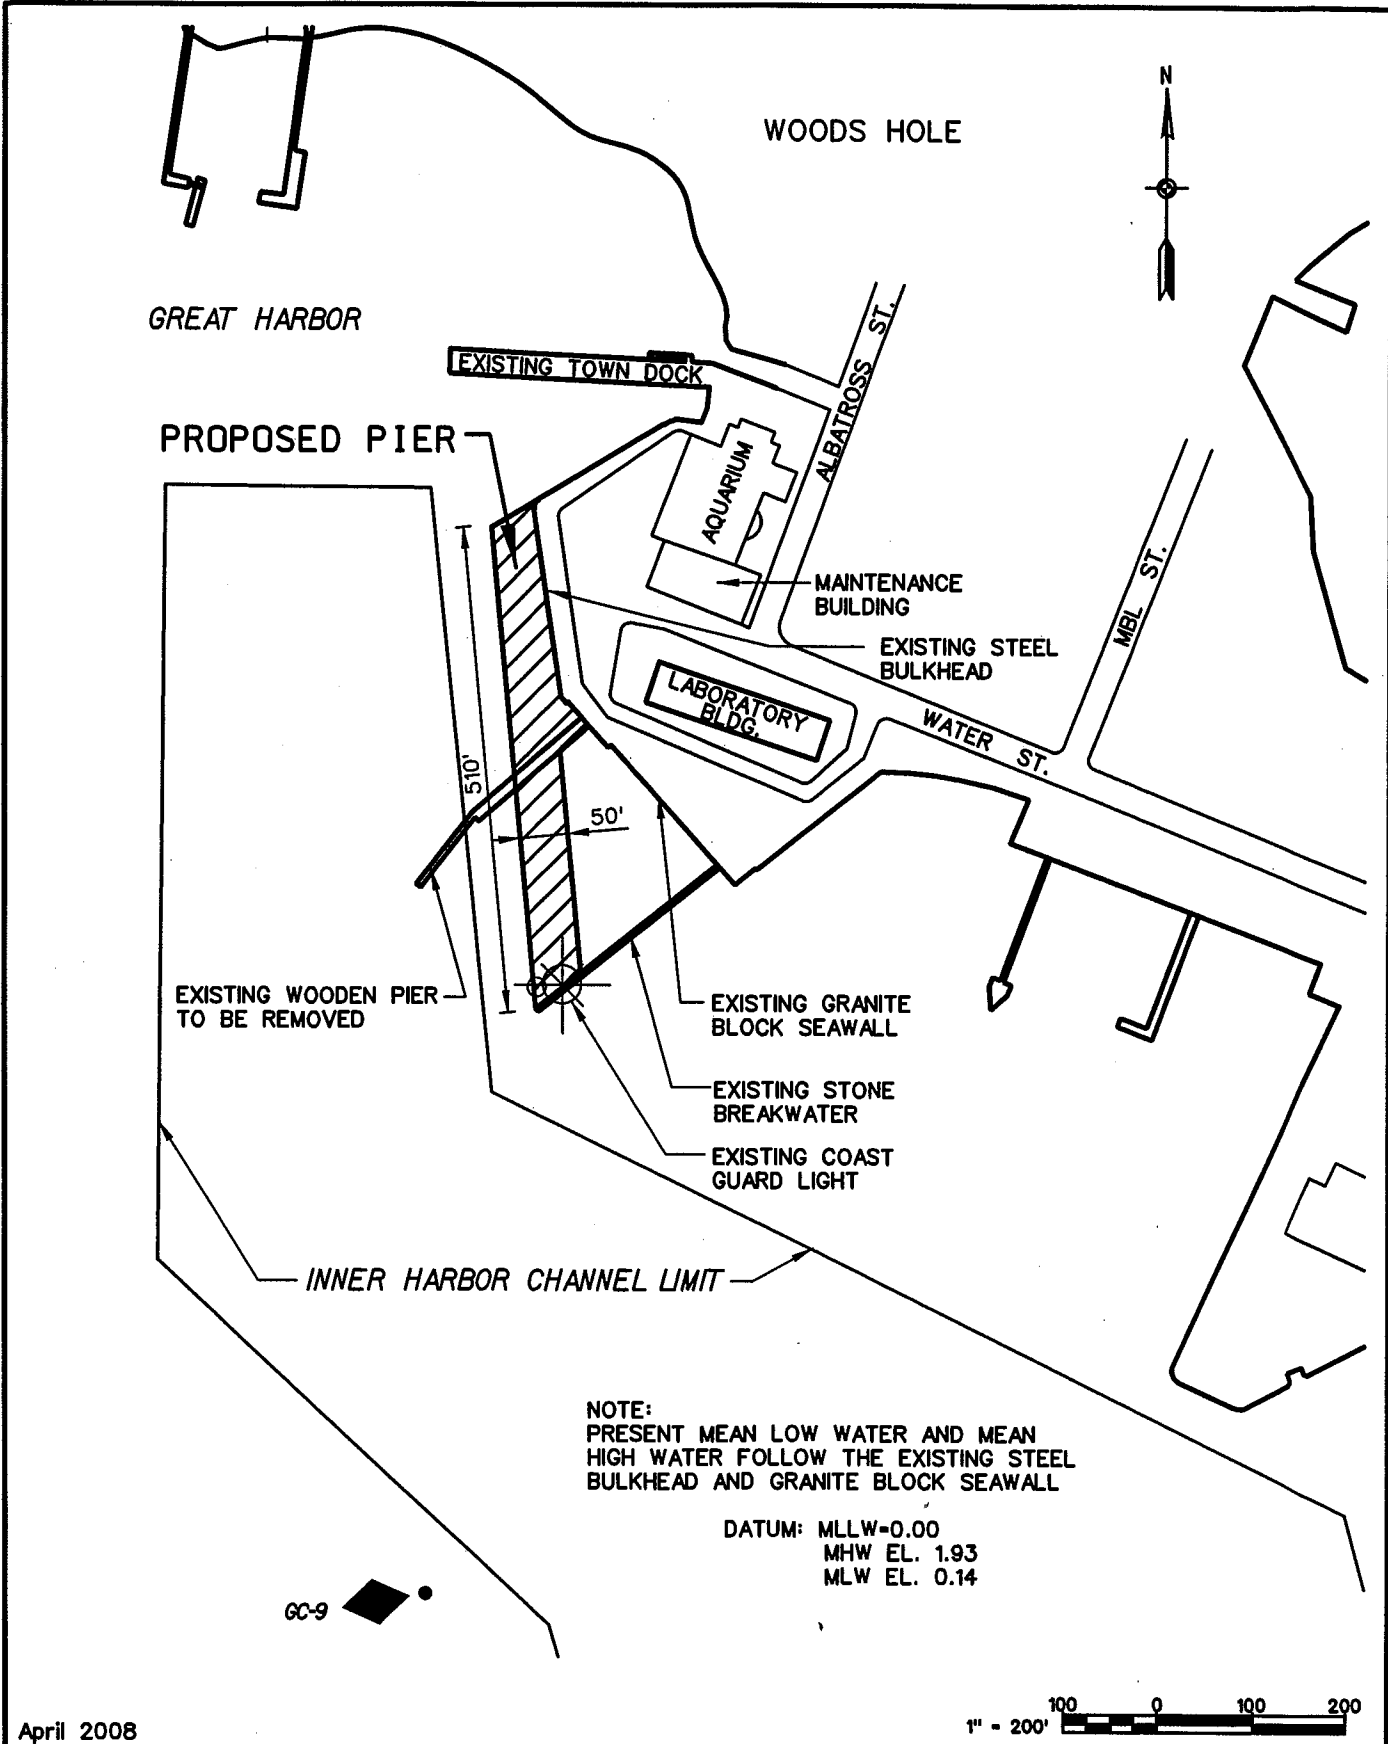 N
WOODS HOLE
GREAT HARBOR
ALBATROSS ST.
EXISTING TOWN DOCK
PROPOSED PIER
AQUARIUM
MAINTENANCE
BUILDING
MBL ST.
EXISTING STEEL
BULKHEAD
LABORATORY
BLDG.
WATER ST.
510'
50'
EXISTING WOODEN PIER
TO BE REMOVED
EXISTING GRANITE
BLOCK SEAWALL
EXISTING STONE
BREAKWATER
EXISTING COAST
GUARD LIGHT
INNER HARBOR CHANNEL LIMIT
NOTE:
PRESENT MEAN LOW WATER AND MEAN
HIGH WATER FOLLOW THE EXISTING STEEL
BULKHEAD AND GRANITE BLOCK SEAWALL
DATUM: MLLW=0.00
MHW EL. 1.93
MLW EL. 0.14
GC-9
100 0 100 200
1" = 200'
April 2008